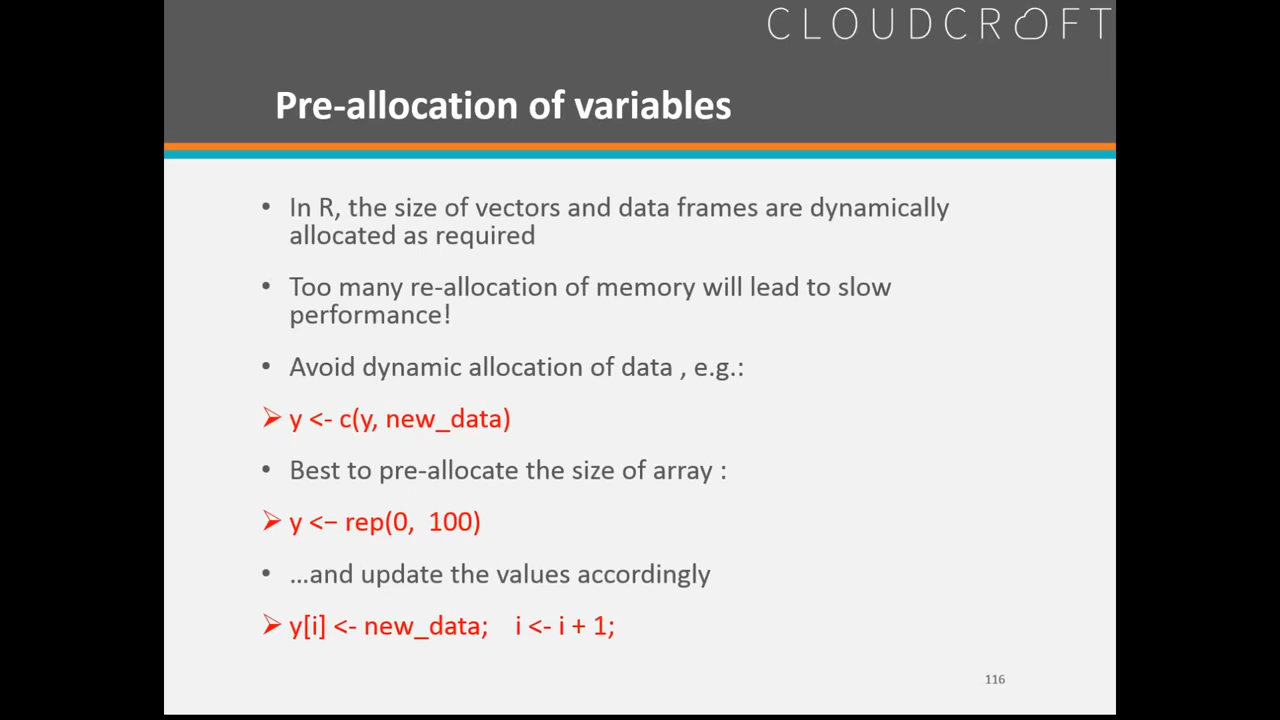 CLOUDCROFT
Pre-allocation of variables
• In R, the size of vectors and data frames are dynamically
allocated as required
• Too many re-allocation of memory will lead to slow
performance!
• Avoid dynamic allocation of data , e.g.:
➢ y <- c(y, new_data)
• Best to pre-allocate the size of array :
➢ y <− rep(0, 100)
• …and update the values accordingly
➢ y[i] <- new_data; i <- i + 1;
116